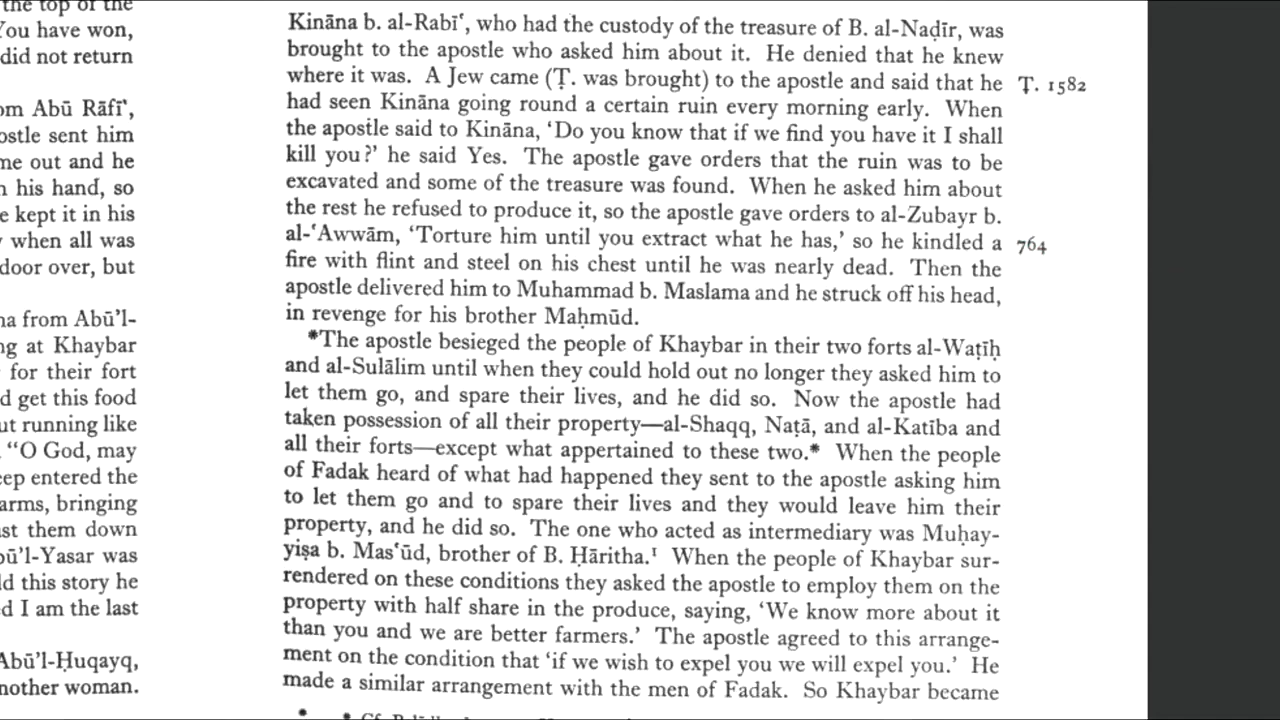 the top of the
You have won,
did not return
om Abū Rāfiʿ,
ostle sent him
me out and he
n his hand, so
e kept it in his
y when all was
door over, but
na from Abū'l-
ng at Khaybar
for their fort
d get this food
ut running like
“O God, may
eep entered the
arms, bringing
ast them down
bū'l-Yasar was
ld this story he
d I am the last
Abū'l-Ḥuqayq,
nother woman.
Kināna b. al-Rabīʿ, who had the custody of the treasure of B. al-Naḍīr, was
brought to the apostle who asked him about it. He denied that he knew
where it was. A Jew came (Ṭ. was brought) to the apostle and said that he Ṭ. 1582
had seen Kināna going round a certain ruin every morning early. When
the apostle said to Kināna, ‘Do you know that if we find you have it I shall
kill you?’ he said Yes. The apostle gave orders that the ruin was to be
excavated and some of the treasure was found. When he asked him about
the rest he refused to produce it, so the apostle gave orders to al-Zubayr b.
al-ʿAwwām, ‘Torture him until you extract what he has,’ so he kindled a 764
fire with flint and steel on his chest until he was nearly dead. Then the
apostle delivered him to Muhammad b. Maslama and he struck off his head,
in revenge for his brother Maḥmūd.
*The apostle besieged the people of Khaybar in their two forts al-Waṭīḥ
and al-Sulālim until when they could hold out no longer they asked him to
let them go, and spare their lives, and he did so. Now the apostle had
taken possession of all their property—al-Shaqq, Naṭā, and al-Katība and
all their forts—except what appertained to these two.* When the people
of Fadak heard of what had happened they sent to the apostle asking him
to let them go and to spare their lives and they would leave him their
property, and he did so. The one who acted as intermediary was Muḥay-
yiṣa b. Masʿūd, brother of B. Ḥāritha.¹ When the people of Khaybar sur-
rendered on these conditions they asked the apostle to employ them on the
property with half share in the produce, saying, ‘We know more about it
than you and we are better farmers.’ The apostle agreed to this arrange-
ment on the condition that ‘if we wish to expel you we will expel you.’ He
made a similar arrangement with the men of Fadak. So Khaybar became